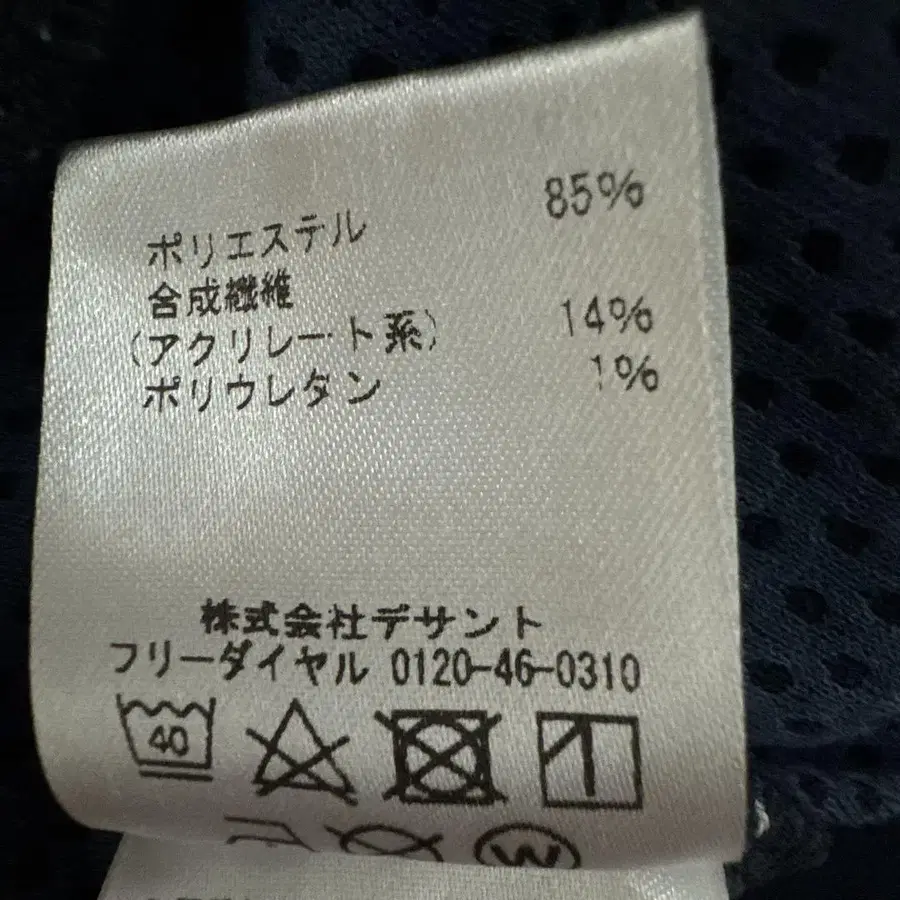 ポリエステル 85%
合成繊維
(アクリレート系) 14%
ポリウレタン 1%
株式会社デサント
フリーダイヤル 0120-46-0310
40
W